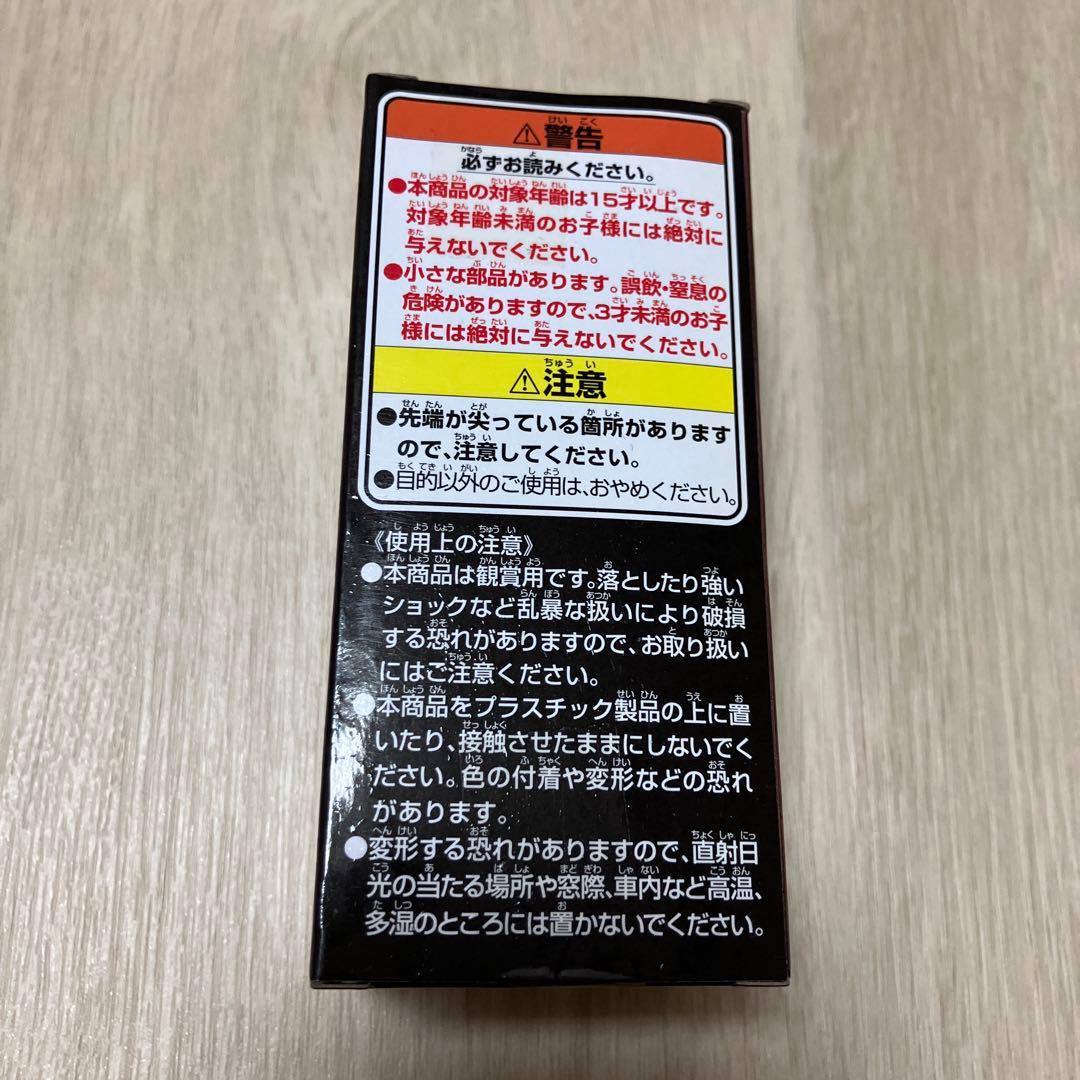 ⚠警告
必ずお読みください。
●本商品の対象年齢は15才以上です。
対象年齢未満のお子様には絶対に
与えないでください。
●小さな部品があります。誤飲・窒息の
危険がありますので、3才未満のお子
様には絶対に与えないでください。
⚠注意
●先端が尖っている箇所があります
ので、注意してください。
●目的以外のご使用は、おやめください。
《使用上の注意》
●本商品は観賞用です。落としたり強い
ショックなど乱暴な扱いにより破損
する恐れがありますので、お取り扱い
にはご注意ください。
●本商品をプラスチック製品の上に置
いたり、接触させたままにしないでく
ださい。色の付着や変形などの恐れ
があります。
●変形する恐れがありますので、直射日
光の当たる場所や窓際、車内など高温、
多湿のところには置かないでください。